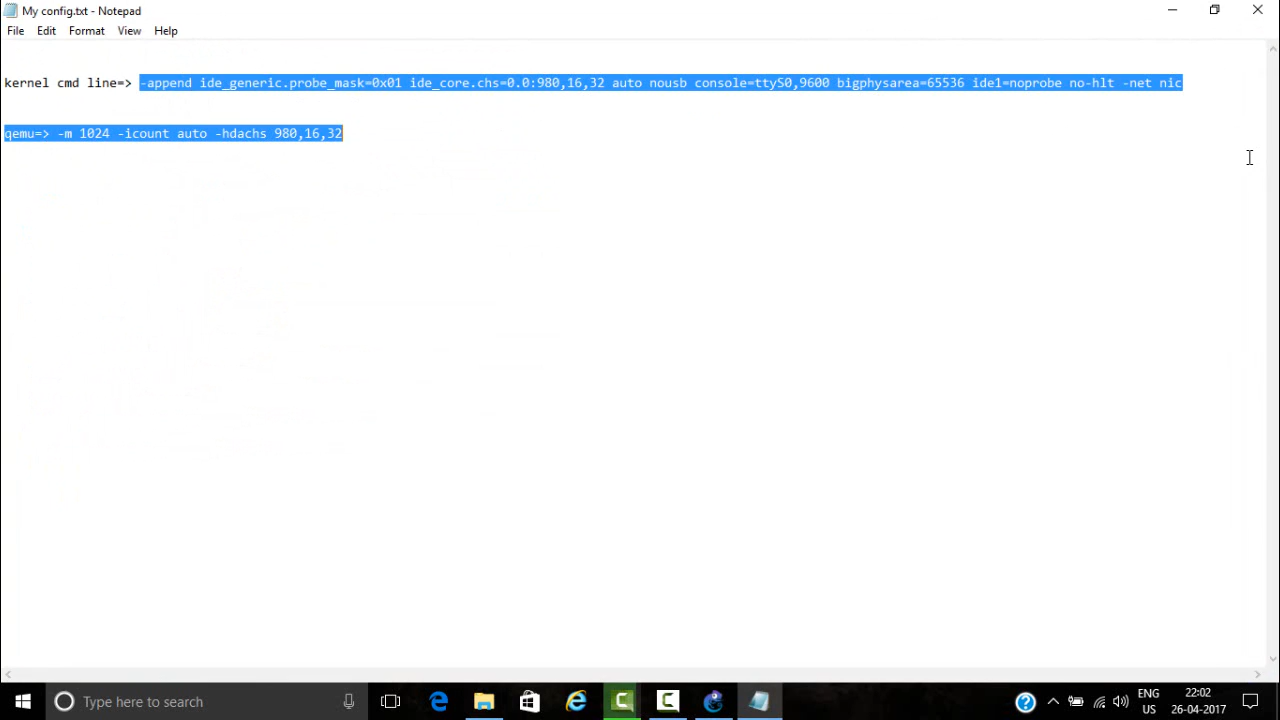 My config.txt - Notepad
File Edit Format View Help
kernel cmd line=> -append ide_generic.probe_mask=0x01 ide_core.chs=0.0:980,16,32 auto nousb console=ttyS0,9600 bigphysarea=65536 ide1=noprobe no-hlt -net nic
qemu=> -m 1024 -icount auto -hdachs 980,16,32
Type here to search
ENG 22:02
US 26-04-2017